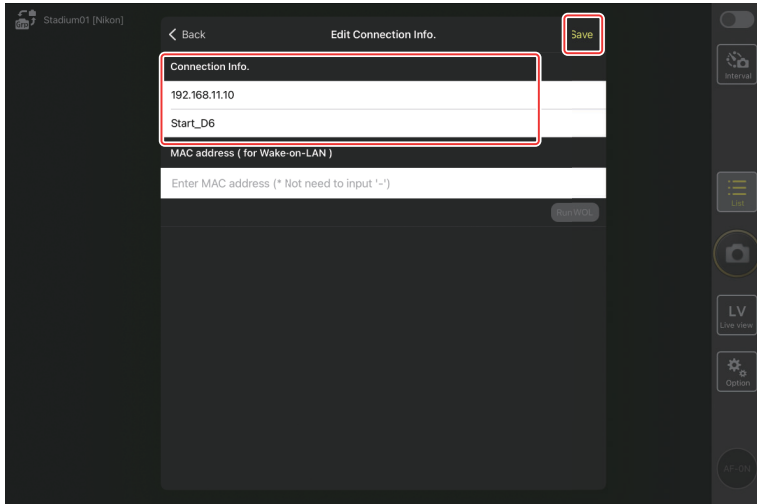 Grp
Stadium01 [Nikon]
Back
Edit Connection Info.
Save
Connection Info.
192.168.11.10
Start_D6
MAC address ( for Wake-on-LAN )
Enter MAC address (* Not need to input '-')
Run WOL
Interval
List
LV
Live view
Option
AF-ON